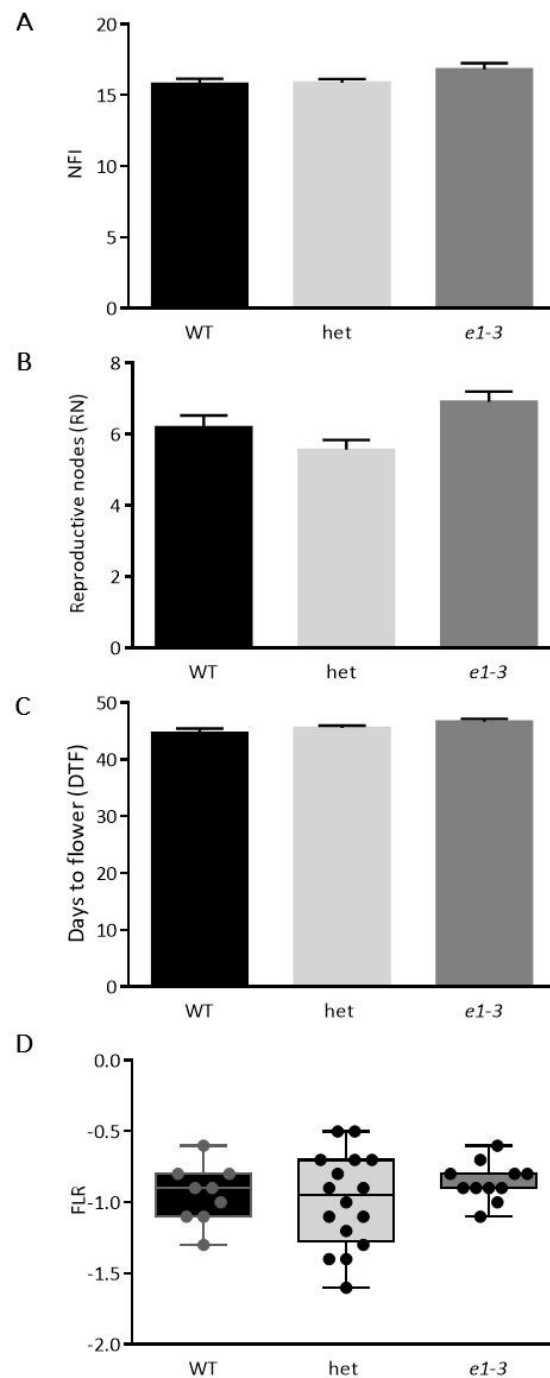 A
20
15
10
5
0
NFI
WT het e1-3
B
8
6
4
2
0
Reproductive nodes (RN)
WT het e1-3
C
50
40
30
20
10
0
Days to flower (DTF)
WT het e1-3
D
0.0
-0.5
-1.0
-1.5
-2.0
FLR
WT het e1-3